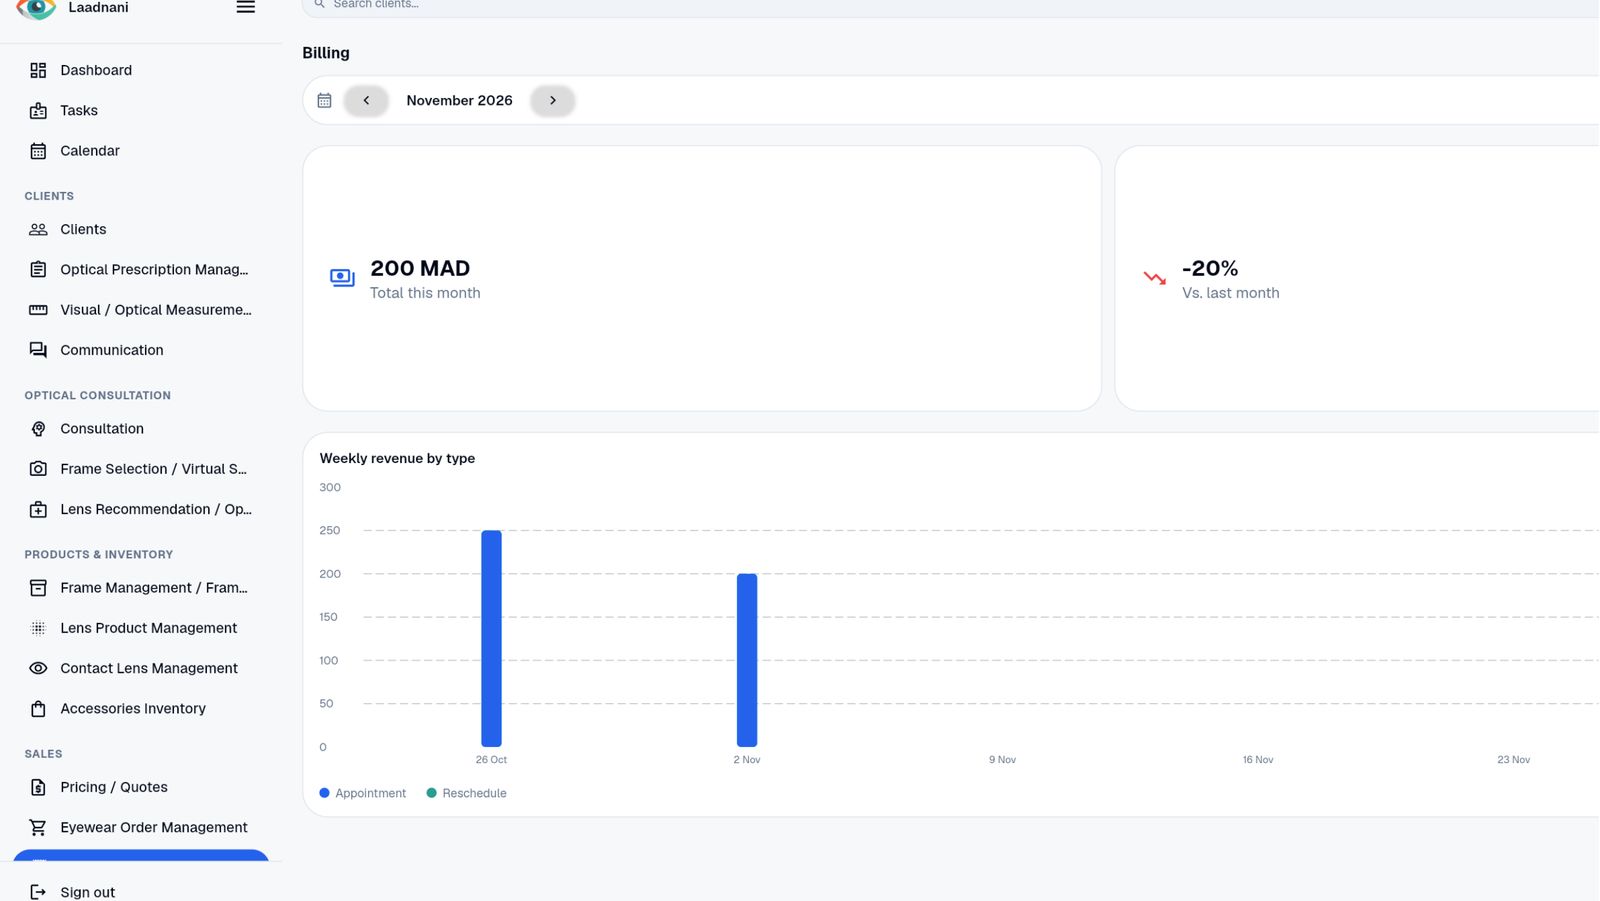 Laadnani
Search clients...
Dashboard
Tasks
Calendar
CLIENTS
Clients
Optical Prescription Manag...
Visual / Optical Measureme...
Communication
OPTICAL CONSULTATION
Consultation
Frame Selection / Virtual S...
Lens Recommendation / Op...
PRODUCTS & INVENTORY
Frame Management / Fram...
Lens Product Management
Contact Lens Management
Accessories Inventory
SALES
Pricing / Quotes
Eyewear Order Management
Sign out
Billing
November 2026
200 MAD
Total this month
-20%
Vs. last month
Weekly revenue by type
300
250
200
150
100
50
0
26 Oct
2 Nov
9 Nov
16 Nov
23 Nov
Appointment
Reschedule